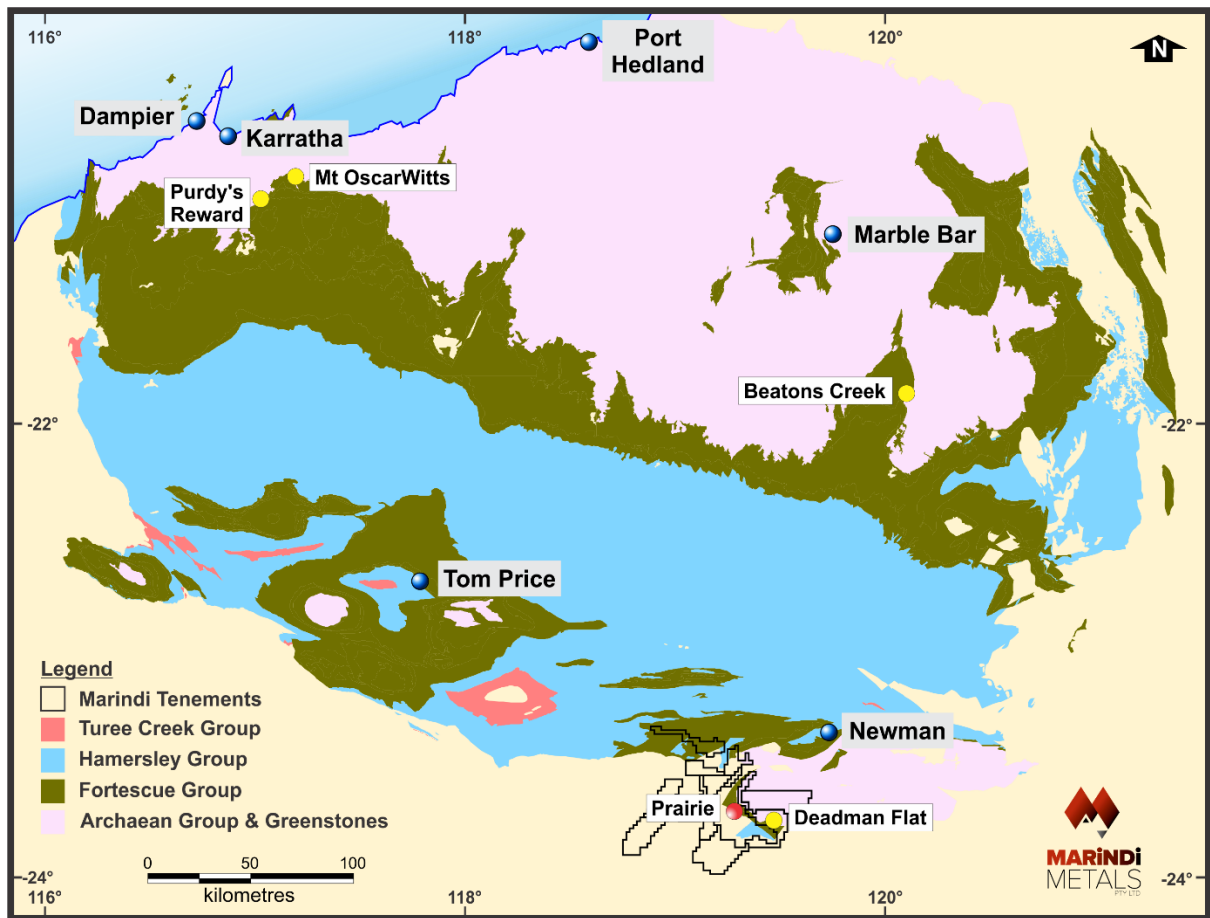 116°
118°
120°
N
Port
Hedland
Dampier
Karratha
Mt OscarWitts
Purdy's
Reward
Marble Bar
Beatons Creek
-22°
-22°
Tom Price
Legend
Marindi Tenements
Turee Creek Group
Hamersley Group
Fortescue Group
Archaean Group & Greenstones
Newman
Prairie
Deadman Flat
0 50 100
kilometres
MARiNDi
METALS
PTY LTD
-24°
-24°
116°
118°
120°